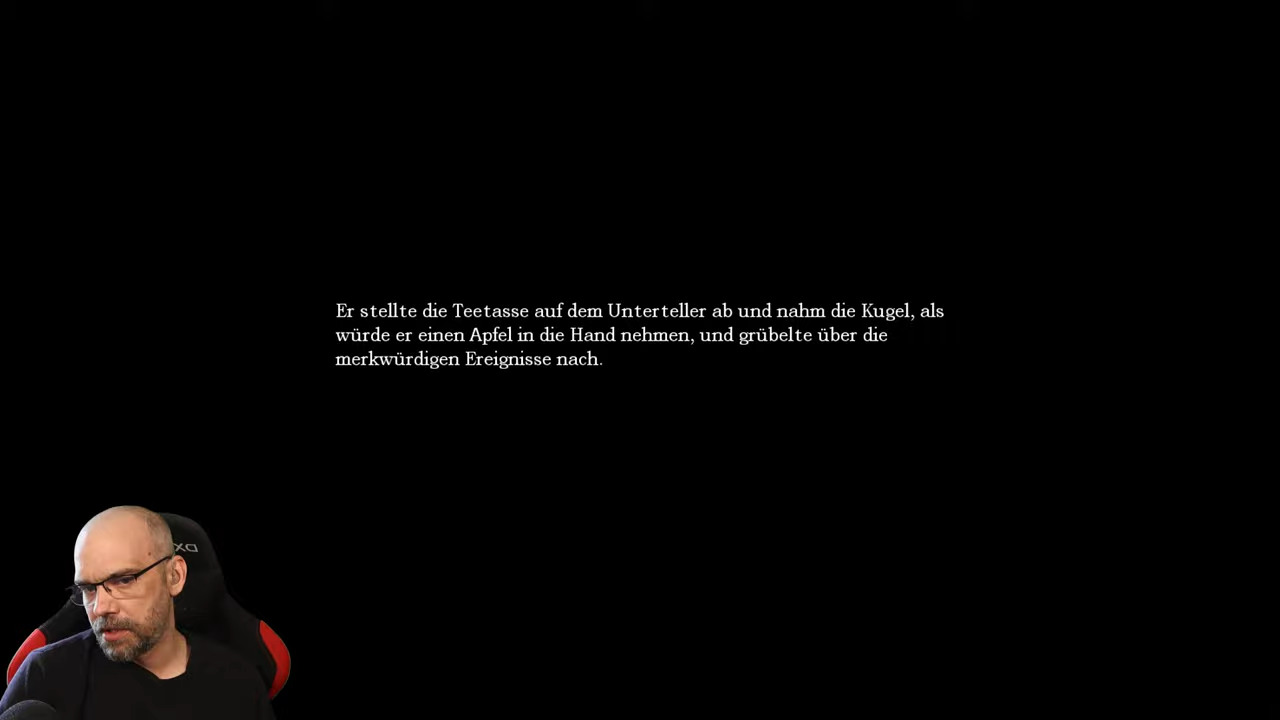 Er stellte die Teetasse auf dem Unterteller ab und nahm die Kugel, als
würde er einen Apfel in die Hand nehmen, und grübelte über die
merkwürdigen Ereignisse nach.
DX